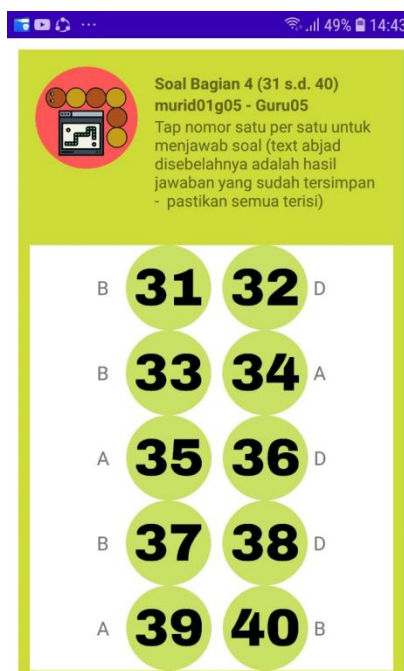 49% 14:43
Soal Bagian 4 (31 s.d. 40)
murid01g05 - Guru05
Tap nomor satu per satu untuk
menjawab soal (text abjad
disebelahnya adalah hasil
jawaban yang sudah tersimpan
- pastikan semua terisi)
B 31 32 D
B 33 34 A
A 35 36 D
B 37 38 D
A 39 40 B